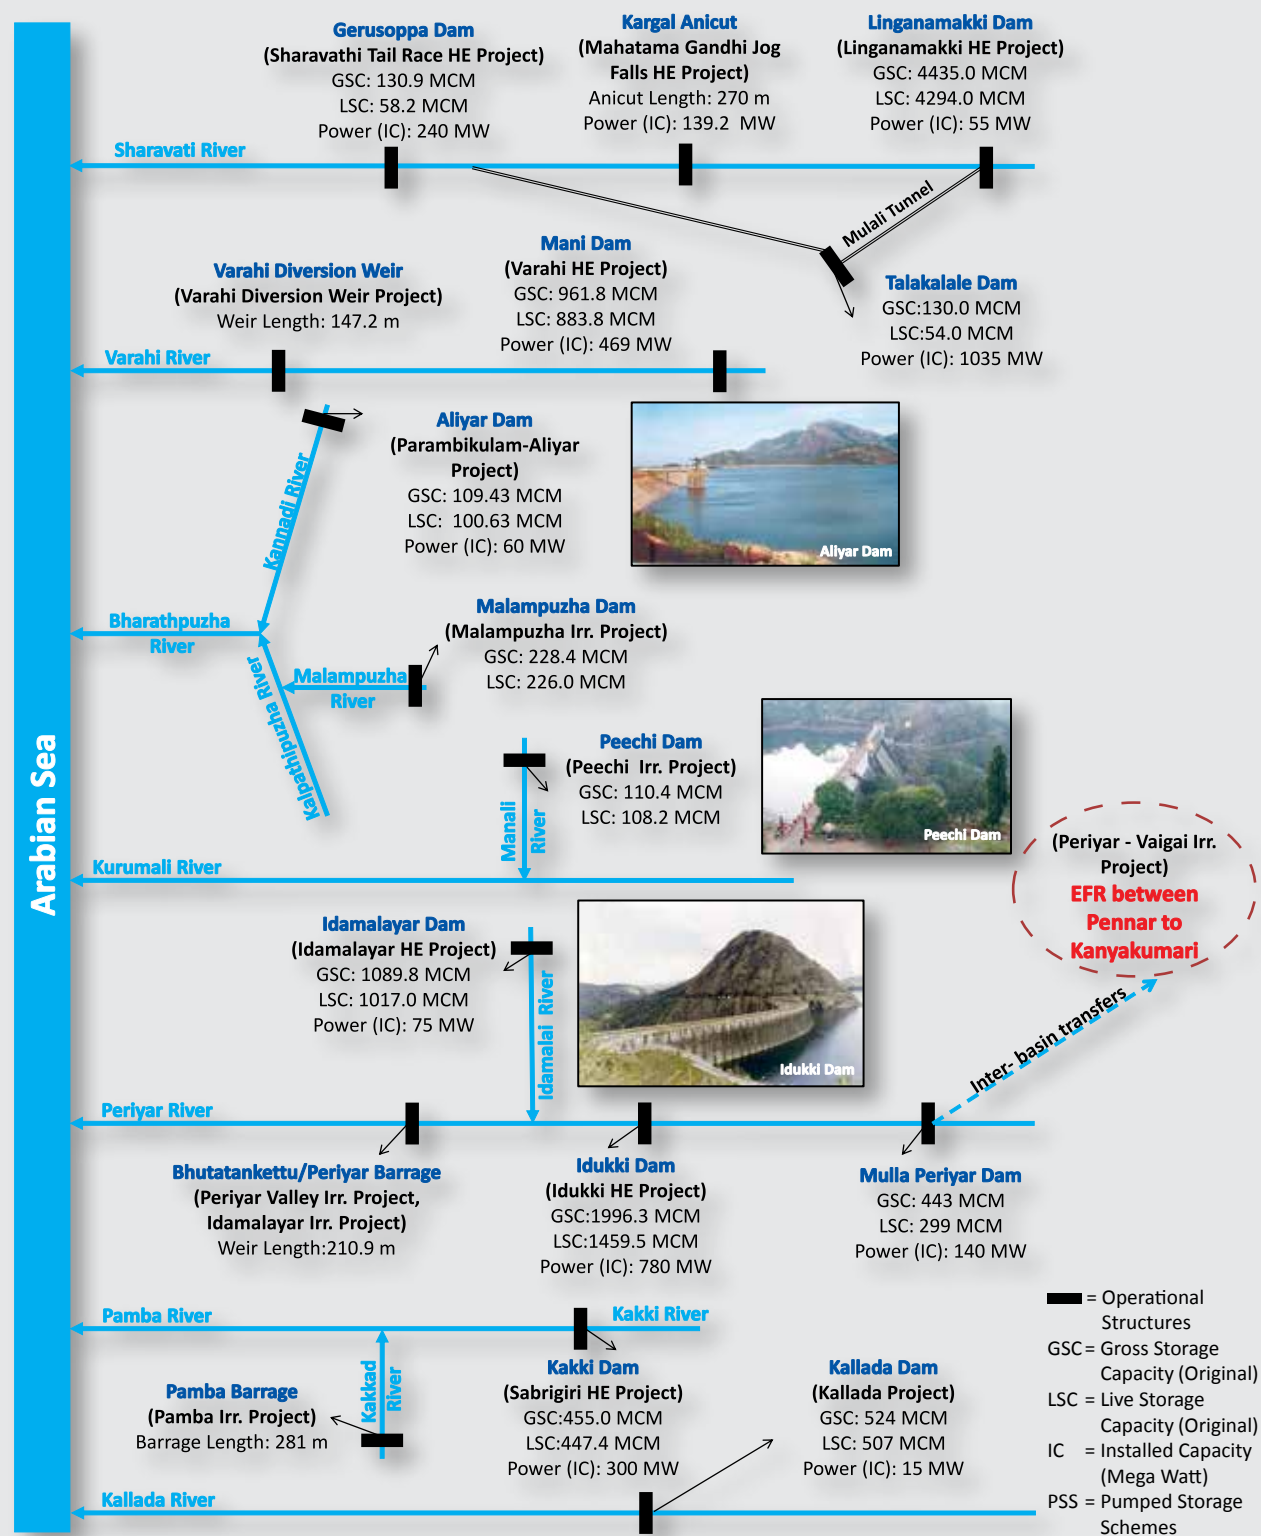 Gerusoppa Dam
(Sharavathi Tail Race HE Project)
GSC: 130.9 MCM
LSC: 58.2 MCM
Power (IC): 240 MW
Kargal Anicut
(Mahatama Gandhi Jog
Falls HE Project)
Anicut Length: 270 m
Power (IC): 139.2 MW
Linganamakki Dam
(Linganamakki HE Project)
GSC: 4435.0 MCM
LSC: 4294.0 MCM
Power (IC): 55 MW
Sharavati River
Mulali Tunnel
Talakalale Dam
GSC:130.0 MCM
LSC:54.0 MCM
Power (IC): 1035 MW
Varahi Diversion Weir
(Varahi Diversion Weir Project)
Weir Length: 147.2 m
Mani Dam
(Varahi HE Project)
GSC: 961.8 MCM
LSC: 883.8 MCM
Power (IC): 469 MW
Varahi River
Aliyar Dam
(Parambikulam-Aliyar
Project)
GSC: 109.43 MCM
LSC: 100.63 MCM
Power (IC): 60 MW
Aliyar Dam
Kannadi River
Bharathpuzha
River
Malampuzha Dam
(Malampuzha Irr. Project)
GSC: 228.4 MCM
LSC: 226.0 MCM
Malampuzha
River
Kalpathipuzha River
Arabian Sea
Peechi Dam
(Peechi Irr. Project)
GSC: 110.4 MCM
LSC: 108.2 MCM
Peechi Dam
Manali
River
Kurumali River
(Periyar - Vaigai Irr.
Project)
EFR between
Pennar to
Kanyakumari
Inter- basin transfers
Idamalayar Dam
(Idamalayar HE Project)
GSC: 1089.8 MCM
LSC: 1017.0 MCM
Power (IC): 75 MW
Idamalai River
Idukki Dam
Periyar River
Bhutatankettu/Periyar Barrage
(Periyar Valley Irr. Project,
Idamalayar Irr. Project)
Weir Length:210.9 m
Idukki Dam
(Idukki HE Project)
GSC:1996.3 MCM
LSC:1459.5 MCM
Power (IC): 780 MW
Mulla Periyar Dam
GSC: 443 MCM
LSC: 299 MCM
Power (IC): 140 MW
Pamba River
Kakki River
Kakkad
River
Pamba Barrage
(Pamba Irr. Project)
Barrage Length: 281 m
Kakki Dam
(Sabrigiri HE Project)
GSC:455.0 MCM
LSC:447.4 MCM
Power (IC): 300 MW
Kallada Dam
(Kallada Project)
GSC: 524 MCM
LSC: 507 MCM
Power (IC): 15 MW
Kallada River
= Operational
Structures
GSC = Gross Storage
Capacity (Original)
LSC = Live Storage
Capacity (Original)
IC = Installed Capacity
(Mega Watt)
PSS = Pumped Storage
Schemes